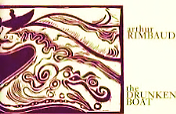 arthur
RIMBAUD
the
DRUNKEN
BOAT